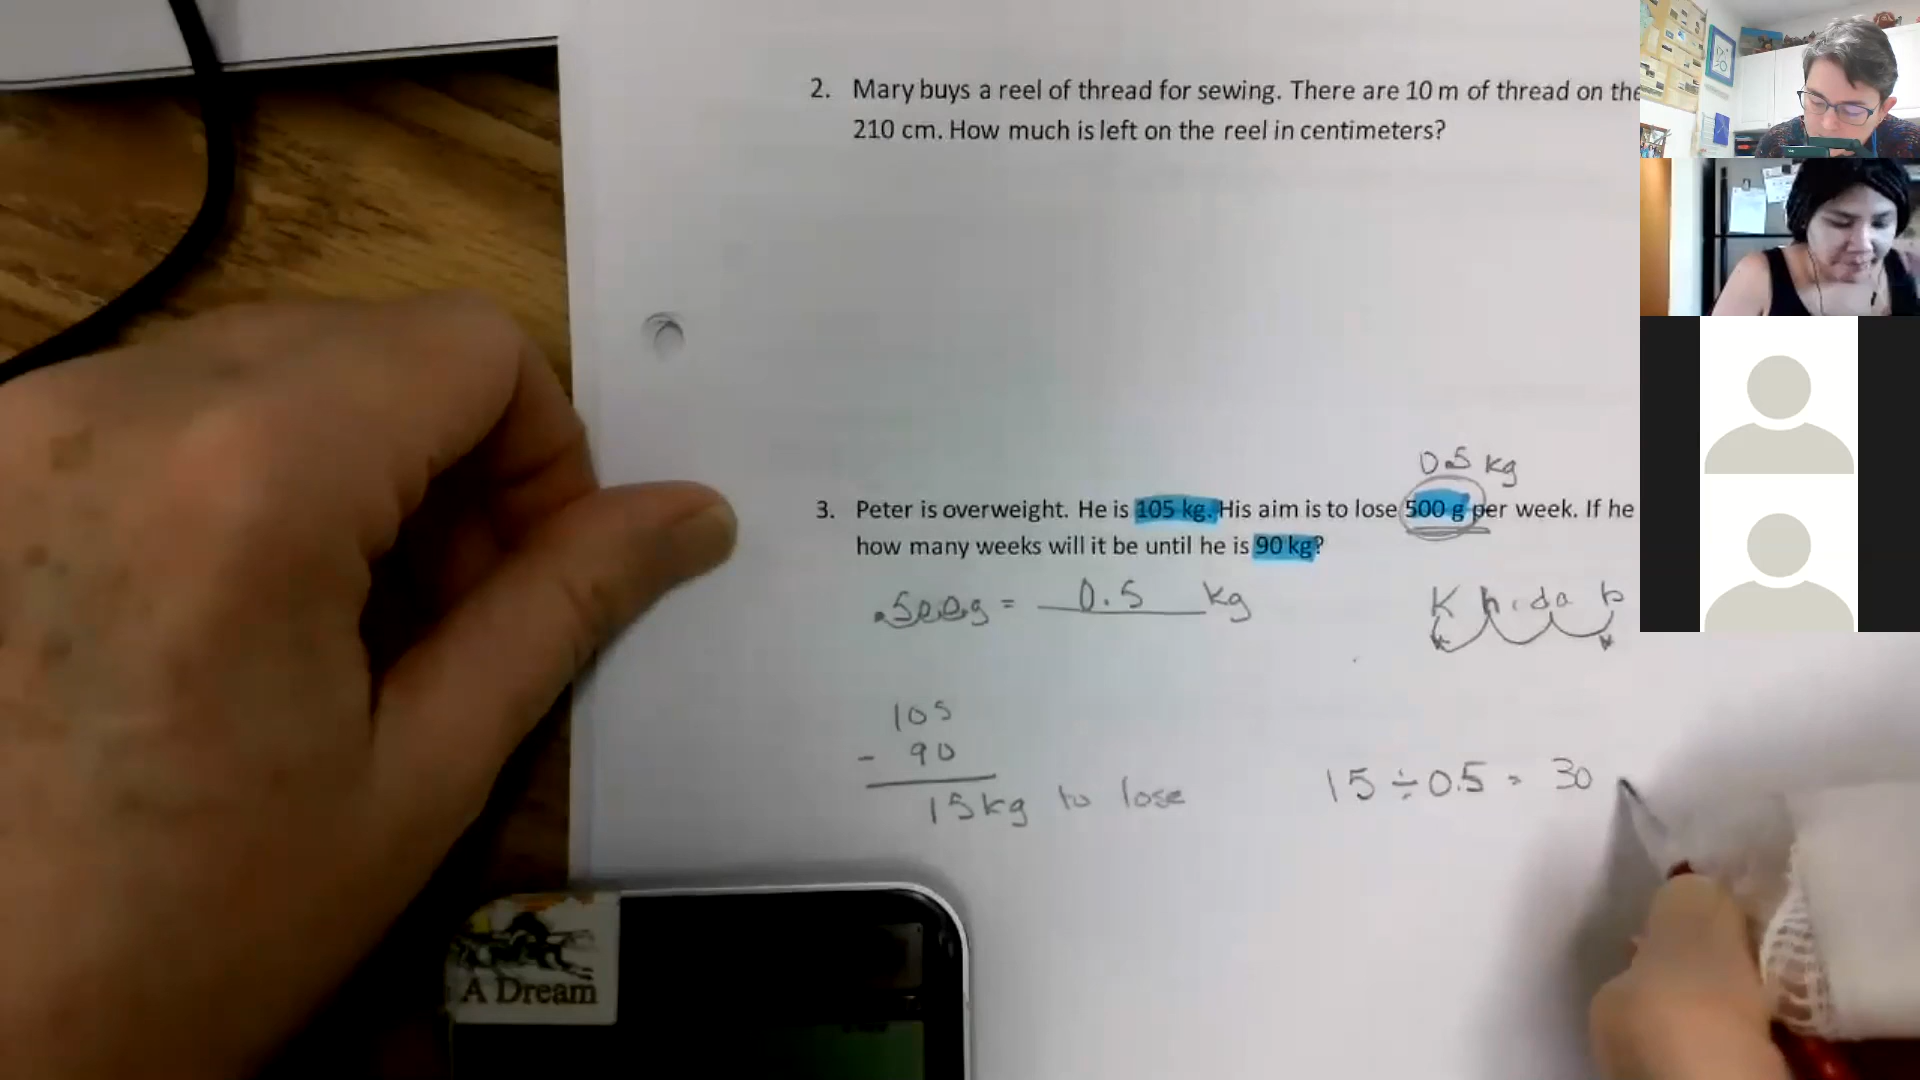 2. Mary buys a reel of thread for sewing. There are 10 m of thread on the
210 cm. How much is left on the reel in centimeters?
0.5 kg
3. Peter is overweight. He is 105 kg. His aim is to lose 500 g per week. If he
how many weeks will it be until he is 90 kg?
.500.g = 0.5 kg
K h da b
105
- 90
15kg to lose
15 ÷ 0.5 = 30
A Dream